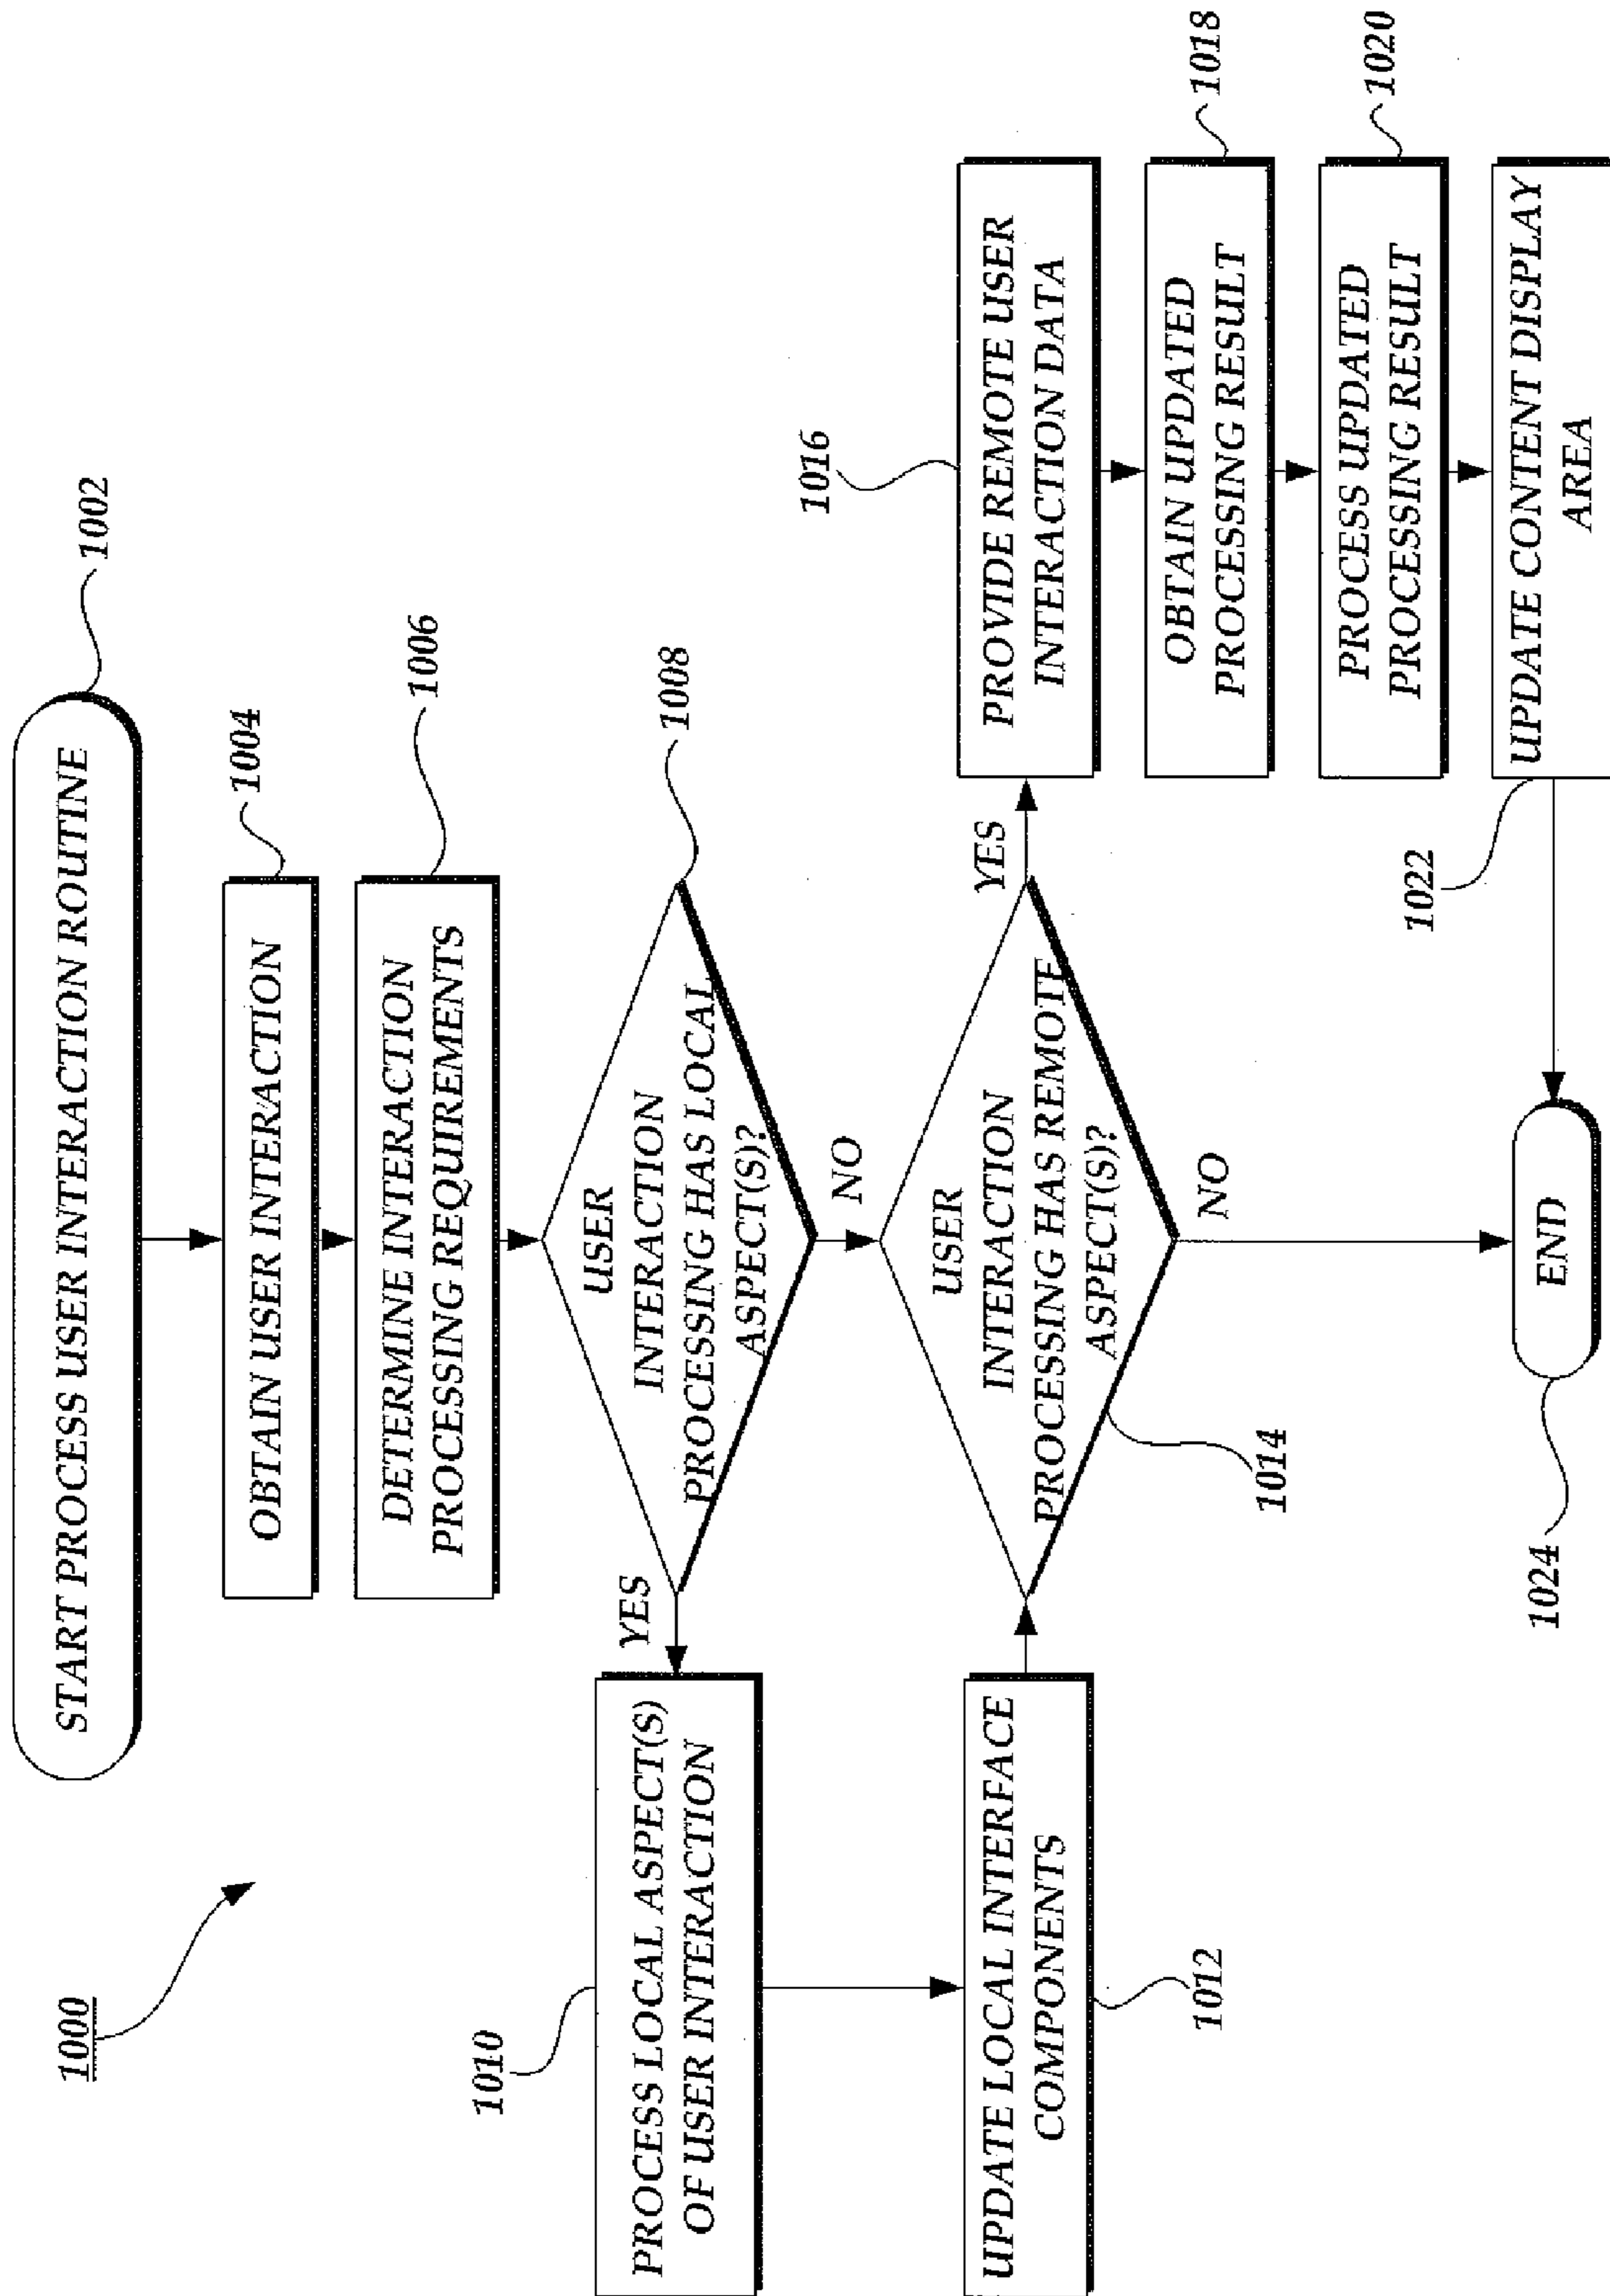 1000
START PROCESS USER INTERACTION ROUTINE
1002
OBTAIN USER INTERACTION
1004
DETERMINE INTERACTION
PROCESSING REQUIREMENTS
1006
USER
INTERACTION
PROCESSING HAS LOCAL
ASPECT(S)?
1008
YES
NO
1010
PROCESS LOCAL ASPECT(S)
OF USER INTERACTION
UPDATE LOCAL INTERFACE
COMPONENTS
1012
USER
INTERACTION
PROCESSING HAS REMOTE
ASPECT(S)?
1014
YES
NO
1016
PROVIDE REMOTE USER
INTERACTION DATA
OBTAIN UPDATED
PROCESSING RESULT
1018
PROCESS UPDATED
PROCESSING RESULT
1020
UPDATE CONTENT DISPLAY
AREA
1022
END
1024